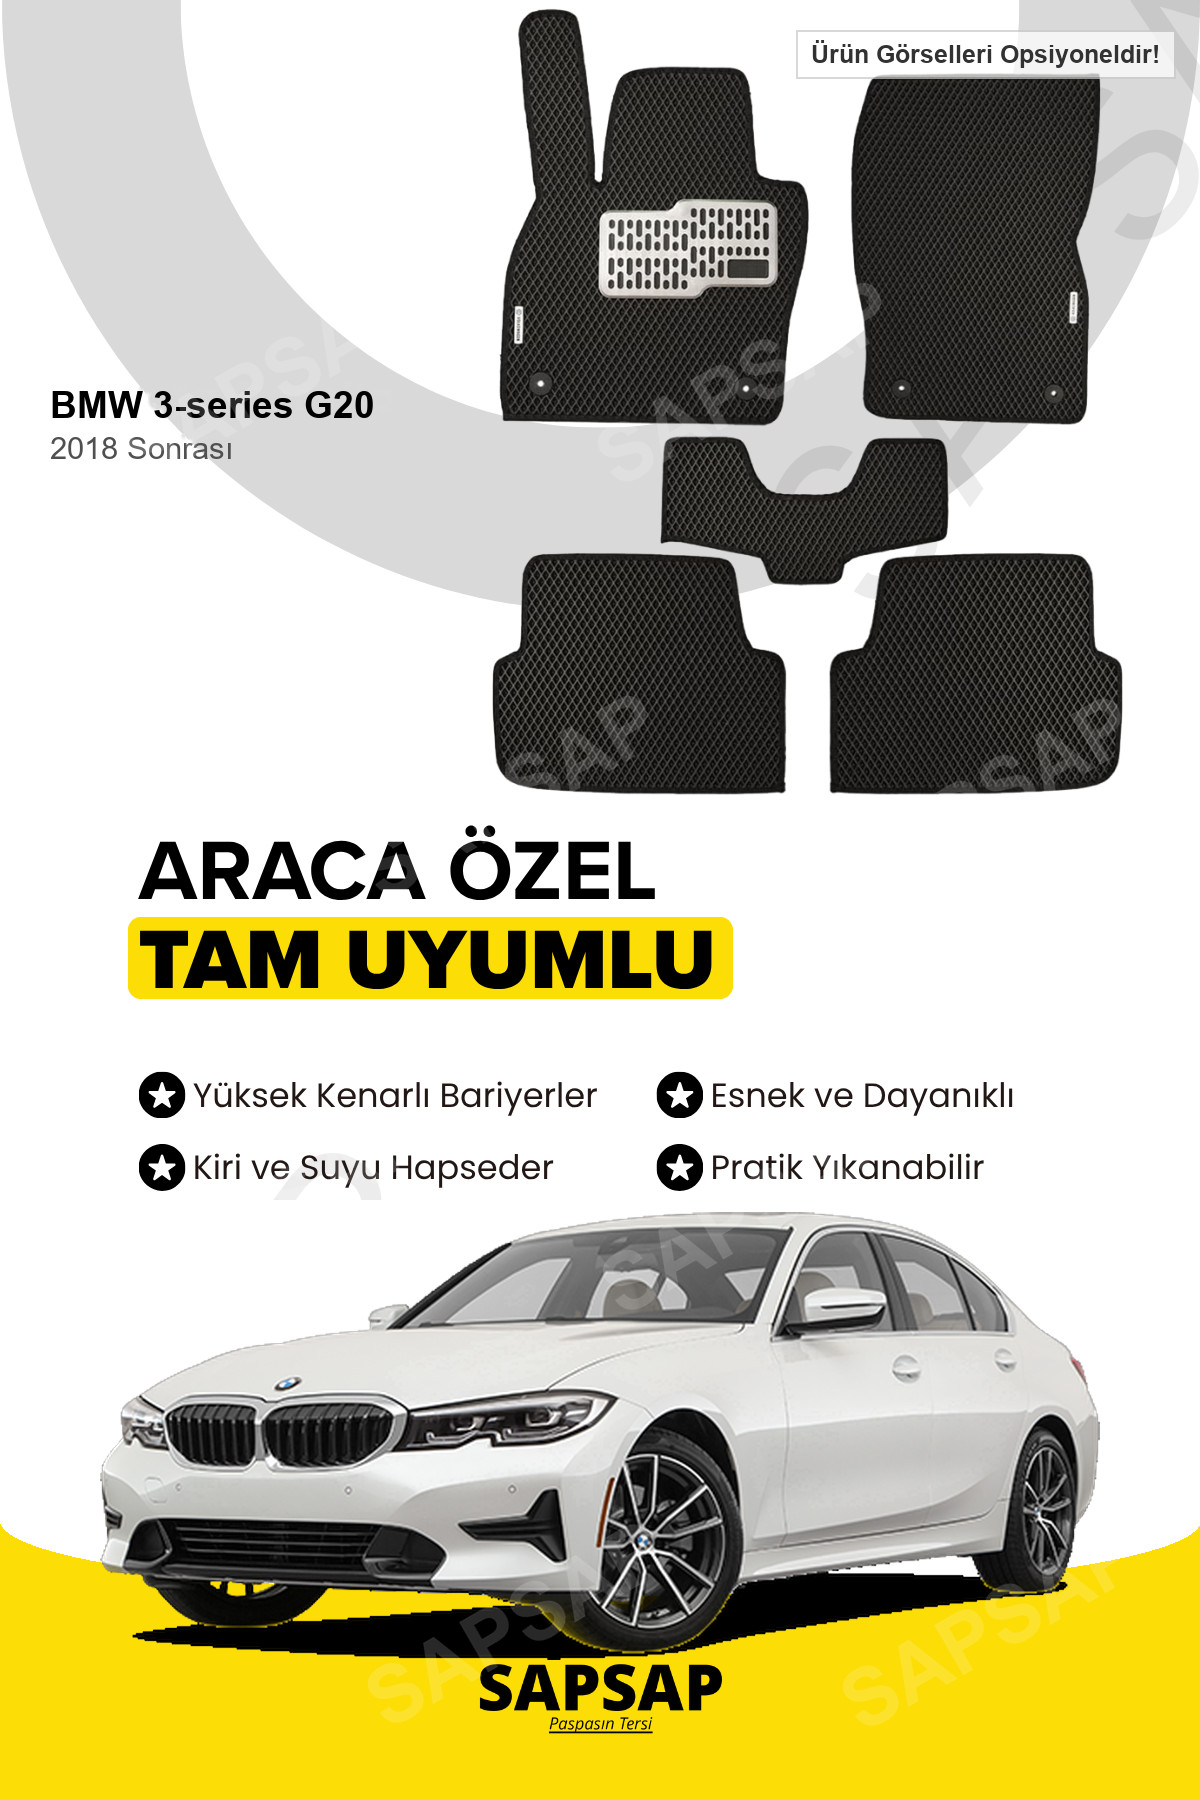 Ürün Görselleri Opsiyoneldir!
BMW 3-series G20
2018 Sonrası
ARACA ÖZEL
TAM UYUMLU
Yüksek Kenarlı Bariyerler
Esnek ve Dayanıklı
Kiri ve Suyu Hapseder
Pratik Yıkanabilir
SAPSAP
Paspasın Tersi